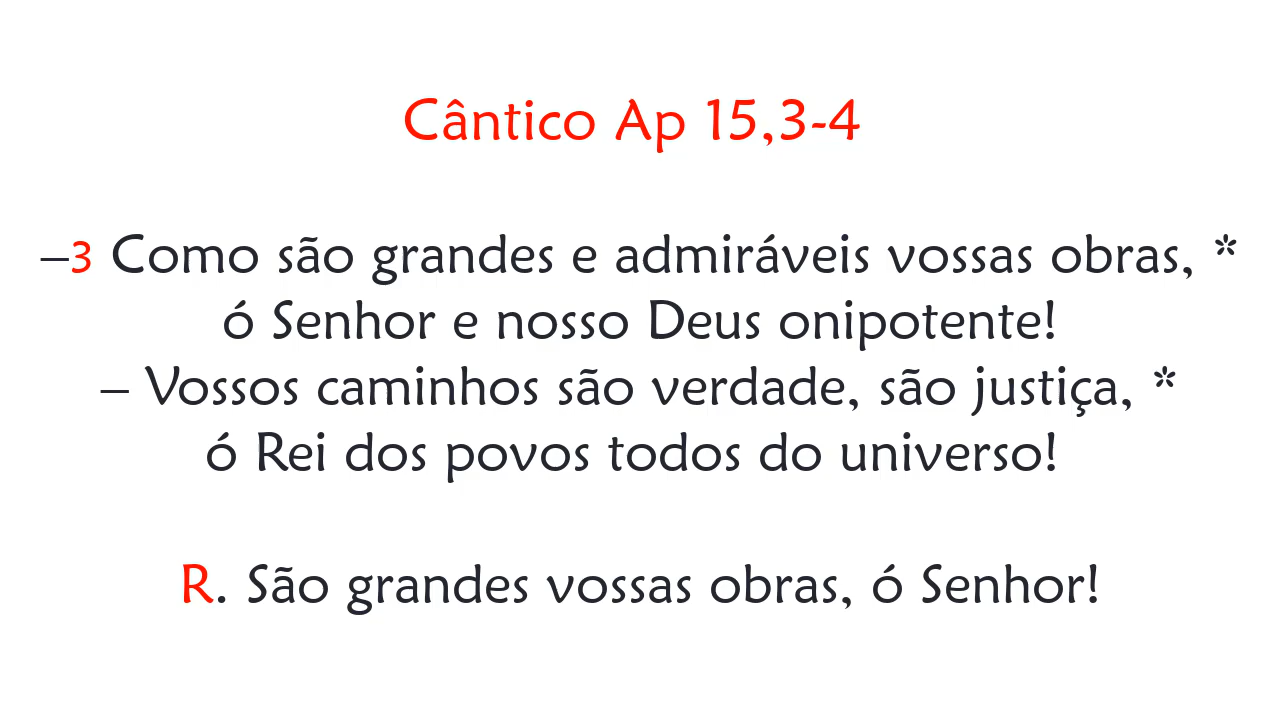 Cântico Ap 15,3-4
–3 Como são grandes e admiráveis vossas obras, *
ó Senhor e nosso Deus onipotente!
– Vossos caminhos são verdade, são justiça, *
ó Rei dos povos todos do universo!
R. São grandes vossas obras, ó Senhor!